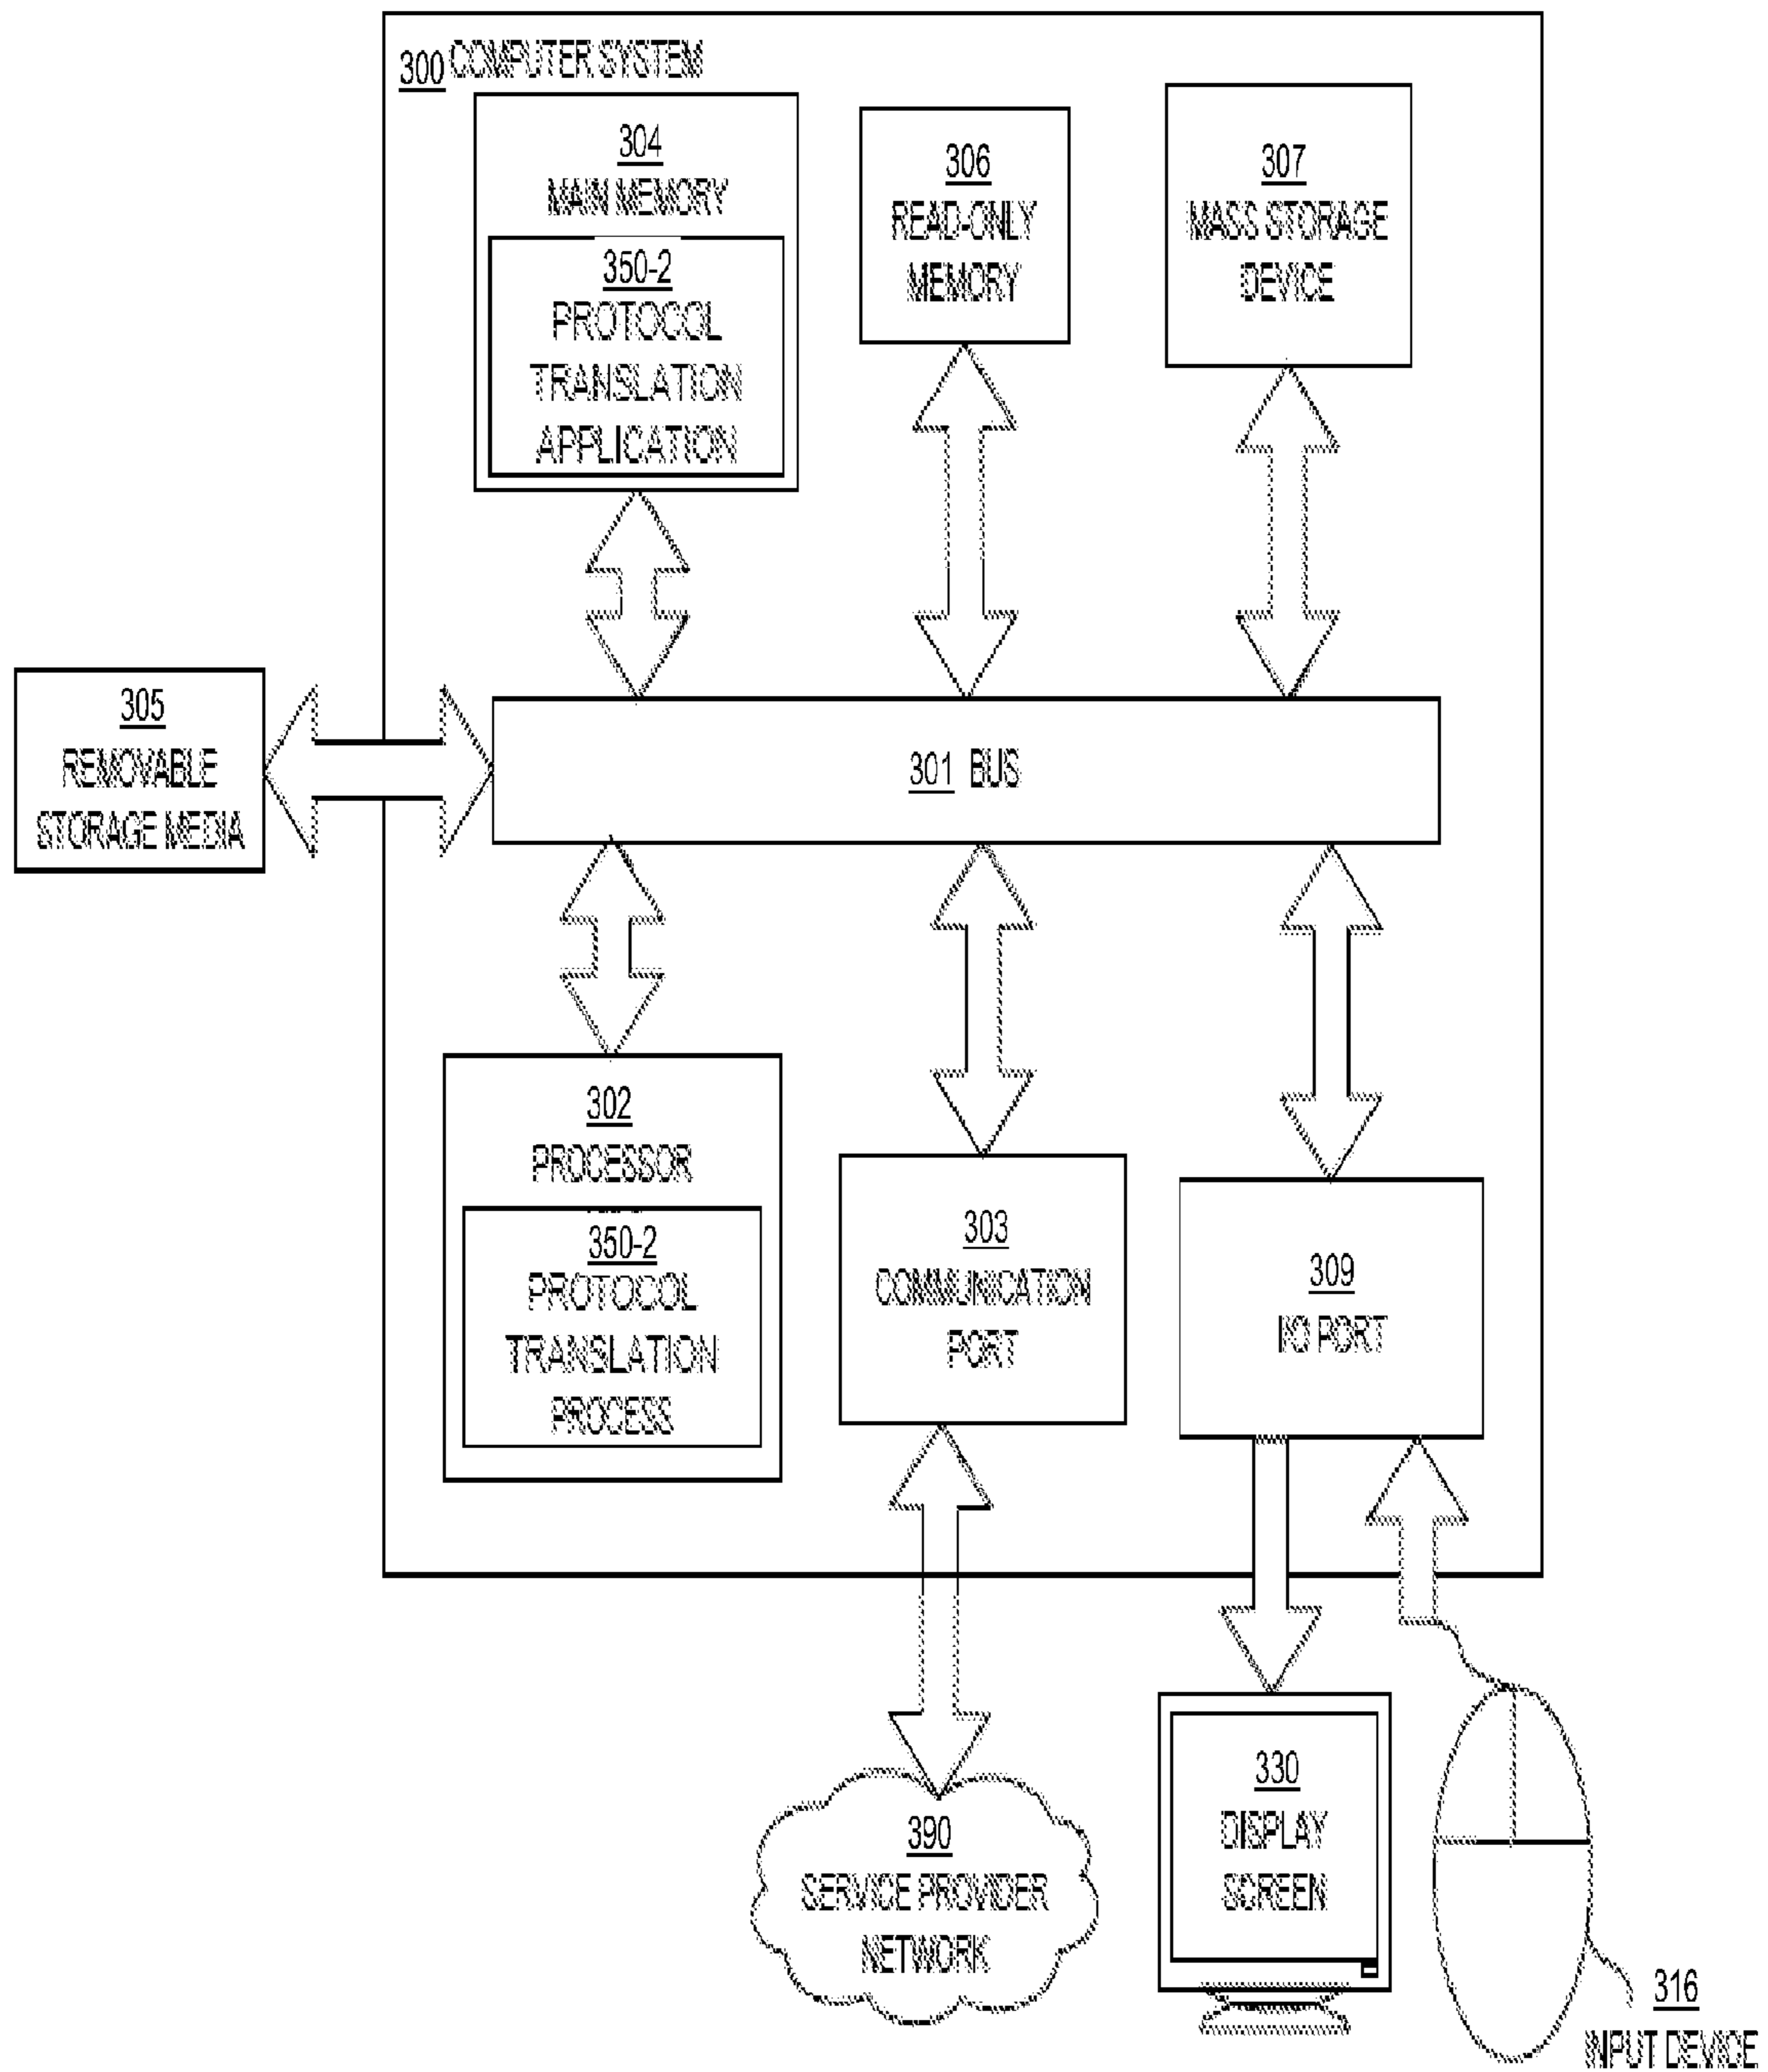 300 COMPUTER SYSTEM
304
MAIN MEMORY
350-2
PROTOCOL
TRANSLATION
APPLICATION
306
READ-ONLY
MEMORY
307
MASS STORAGE
DEVICE
305
REMOVABLE
STORAGE MEDIA
301 BUS
302
PROCESSOR
350-2
PROTOCOL
TRANSLATION
PROCESS
303
COMMUNICATION
PORT
309
I/O PORT
390
SERVICE PROVIDER
NETWORK
330
DISPLAY
SCREEN
316
INPUT DEVICE